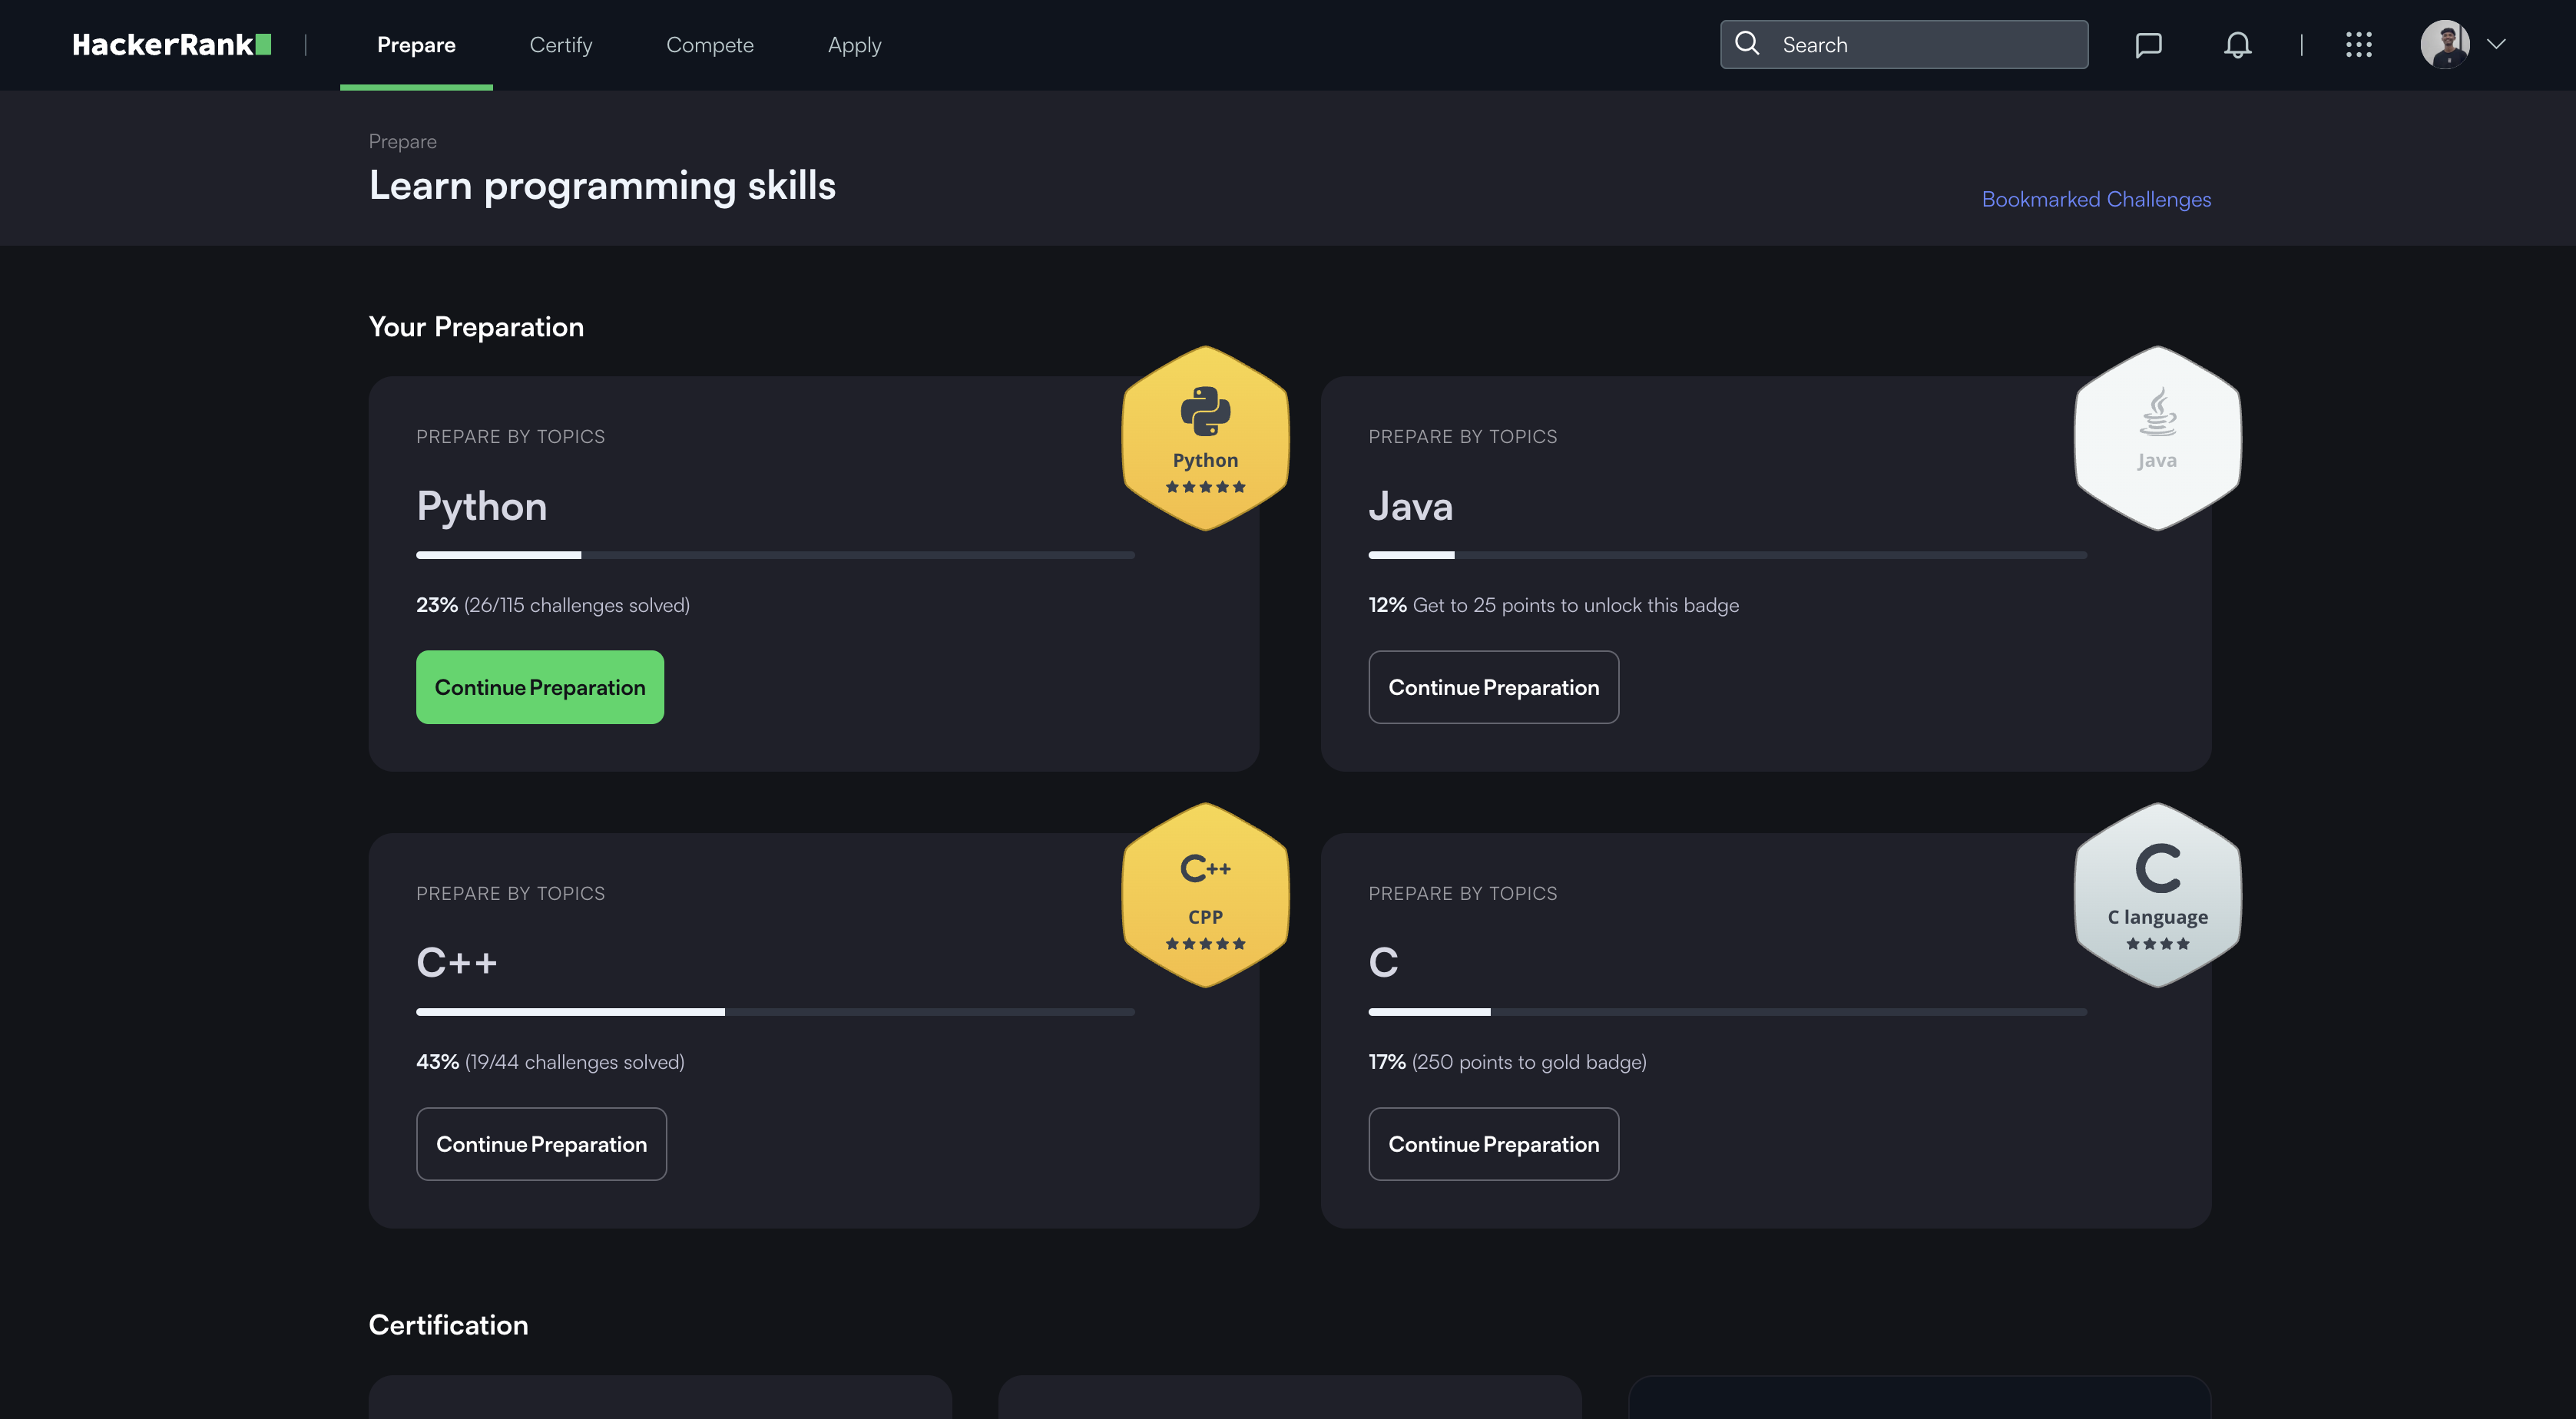 HackerRank
Prepare
Certify
Compete
Apply
Search
Prepare
Learn programming skills
Bookmarked Challenges
Your Preparation
PREPARE BY TOPICS
Python
Python
23% (26/115 challenges solved)
Continue Preparation
PREPARE BY TOPICS
Java
Java
12% Get to 25 points to unlock this badge
Continue Preparation
PREPARE BY TOPICS
C++
CPP
C++
43% (19/44 challenges solved)
Continue Preparation
PREPARE BY TOPICS
C
C language
C
17% (250 points to gold badge)
Continue Preparation
Certification